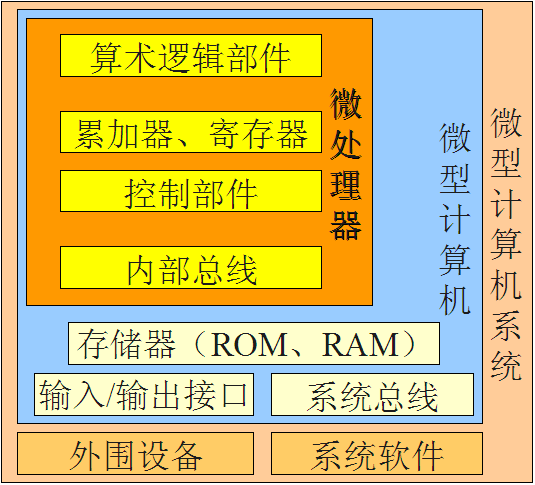 算术逻辑部件
累加器、寄存器
控制部件
内部总线
微处理器
存储器（ROM、RAM）
输入/输出接口
系统总线
微型计算机
外围设备
系统软件
微型计算机系统